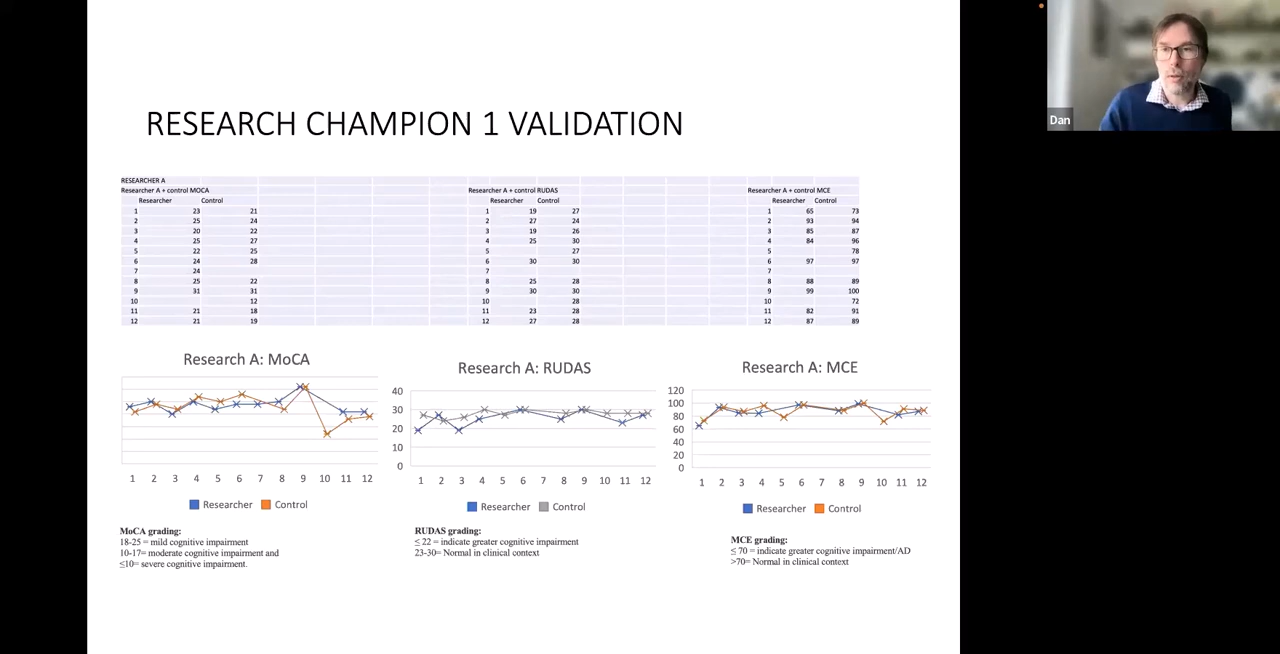 RESEARCH CHAMPION 1 VALIDATION
RESEARCHER A
Researcher A + control MOCA Researcher A + control RUDAS Researcher A + control MCE
Researcher Control Researcher Control Researcher Control
1 23 21 1 19 27 1 65 73
2 25 24 2 27 24 2 93 94
3 20 22 3 19 26 3 85 87
4 25 27 4 25 30 4 84 96
5 22 25 5 27 5 78
6 24 28 6 30 30 6 97 97
7 24 7 7
8 25 22 8 25 28 8 88 89
9 31 31 9 30 30 9 99 100
10 12 10 28 10 72
11 21 18 11 23 28 11 82 91
12 21 19 12 27 28 12 87 89
Research A: MoCA
1 2 3 4 5 6 7 8 9 10 11 12
Researcher Control
MoCA grading:
18-25 = mild cognitive impairment
10-17= moderate cognitive impairment and
≤10= severe cognitive impairment.
Research A: RUDAS
40
30
20
10
0
1 2 3 4 5 6 7 8 9 10 11 12
Researcher Control
RUDAS grading:
≤ 22 = indicate greater cognitive impairment
23-30= Normal in clinical context
Research A: MCE
120
100
80
60
40
20
0
1 2 3 4 5 6 7 8 9 10 11 12
Researcher Control
MCE grading:
≤ 70 = indicate greater cognitive impairment/AD
>70= Normal in clinical context
Dan